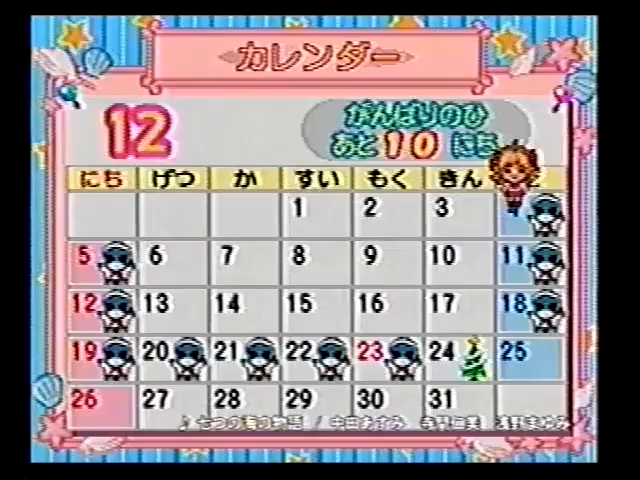 カレンダー
12
がんばりのひ
あと10にち
にち げつ か すい もく きん
1 2 3
5 6 7 8 9 10 11
12 13 14 15 16 17 18
19 20 21 22 23 24 25
26 27 28 29 30 31
♪ 七つの海の物語 / 中田あすみ 寺門仁美 浅野まゆみ